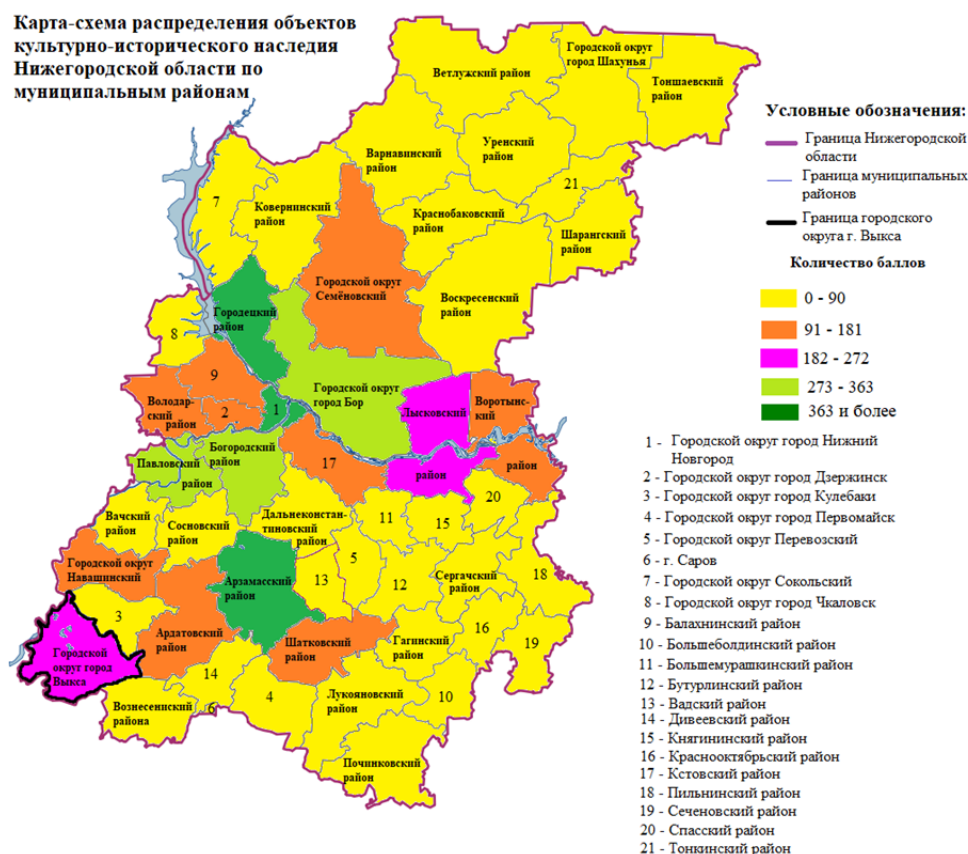 Карта-схема распределения объектов
культурно-исторического наследия
Нижегородской области по
муниципальным районам
Городской округ
город Шахунья
Ветлужский район
Тоншаевский
район
Уренский
район
Варнавинский
район
21
7
Ковернинский
район
Краснобаковский
район
Шарангский
район
Городской округ
Семёновский
Воскресенский
район
Городецкий
район
8
9
Городской округ
город Бор
Володар-
ский
район
2
1
Лысковский
район
Воротынс-
кий
район
Богородский
район
Павловский
район
17
20
Вачский
район
Сосновский
район
Дальнеконстан-
тиновский
район
11
15
Городской округ
Навашинский
Арзамасский
район
13
5
12
Сергачский
район
18
3
Ардатовский
район
Шатковский
район
Гагинский
район
16
19
Городской
округ город
Выкса
14
4
Лукояновский
район
10
Вознесениский
района
6
Починковский
район
Условные обозначения:
Граница Нижегородской
области
Граница муниципальных
районов
Граница городского
округа г. Выкса
Количество баллов
0 - 90
91 - 181
182 - 272
273 - 363
363 и более
1 - Городской округ город Нижний
Новгород
2 - Городской округ город Дзержинск
3 - Городской округ город Кулебаки
4 - Городской округ город Первомайск
5 - Городской округ Перевозский
6 - г. Саров
7 - Городской округ Сокольский
8 - Городской округ город Чкаловск
9 - Балахнинский район
10 - Большеболдинский район
11 - Большемурашкинский район
12 - Бутурлинский район
13 - Вадский район
14 - Дивеевский район
15 - Княгининский район
16 - Краснооктябрьский район
17 - Кстовский район
18 - Пильнинский район
19 - Сеченовский район
20 - Спасский район
21 - Тонкинский район